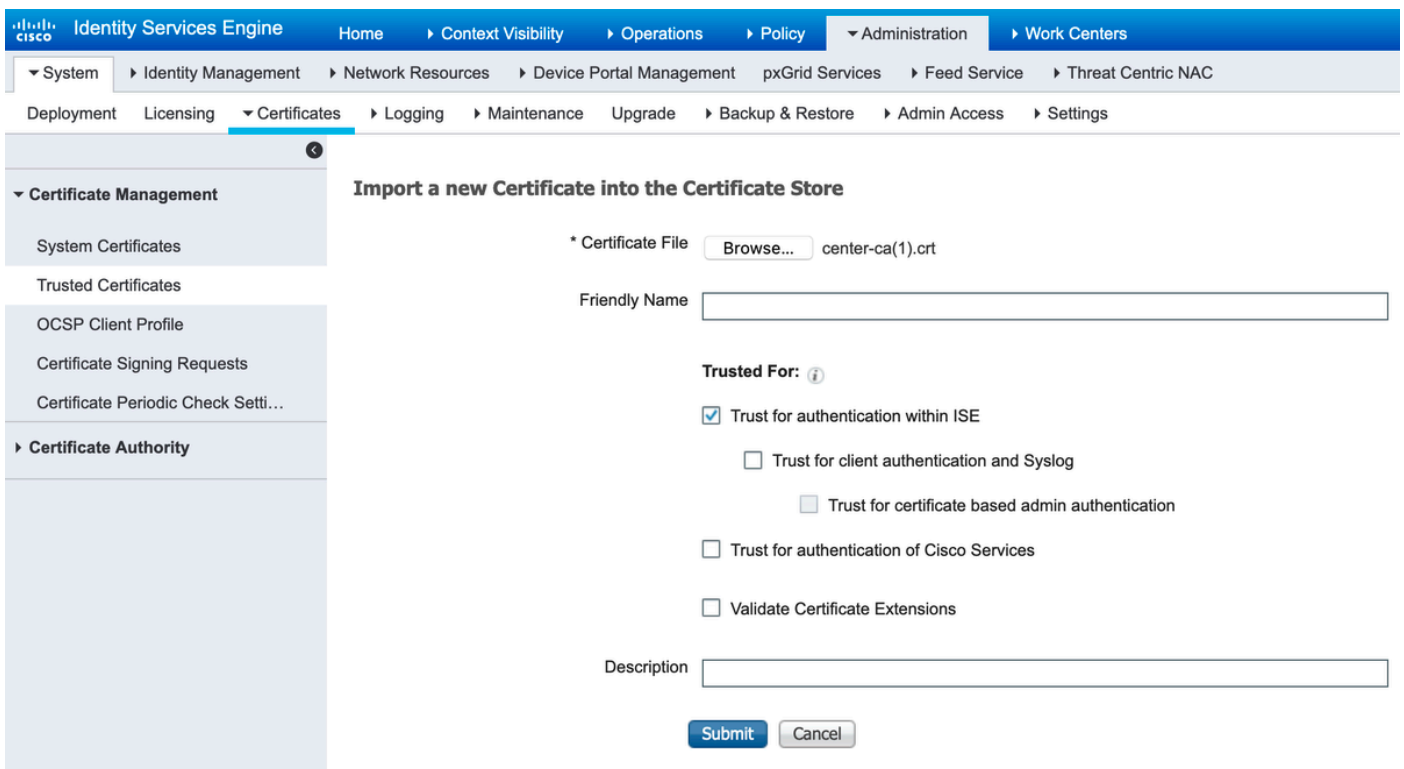 cisco Identity Services Engine Home Context Visibility Operations Policy Administration Work Centers
System Identity Management Network Resources Device Portal Management pxGrid Services Feed Service Threat Centric NAC
Deployment Licensing Certificates Logging Maintenance Upgrade Backup & Restore Admin Access Settings
Certificate Management
System Certificates
Trusted Certificates
OCSP Client Profile
Certificate Signing Requests
Certificate Periodic Check Setti...
Certificate Authority
Import a new Certificate into the Certificate Store
* Certificate File Browse... center-ca(1).crt
Friendly Name
Trusted For: i
Trust for authentication within ISE
Trust for client authentication and Syslog
Trust for certificate based admin authentication
Trust for authentication of Cisco Services
Validate Certificate Extensions
Description
Submit Cancel